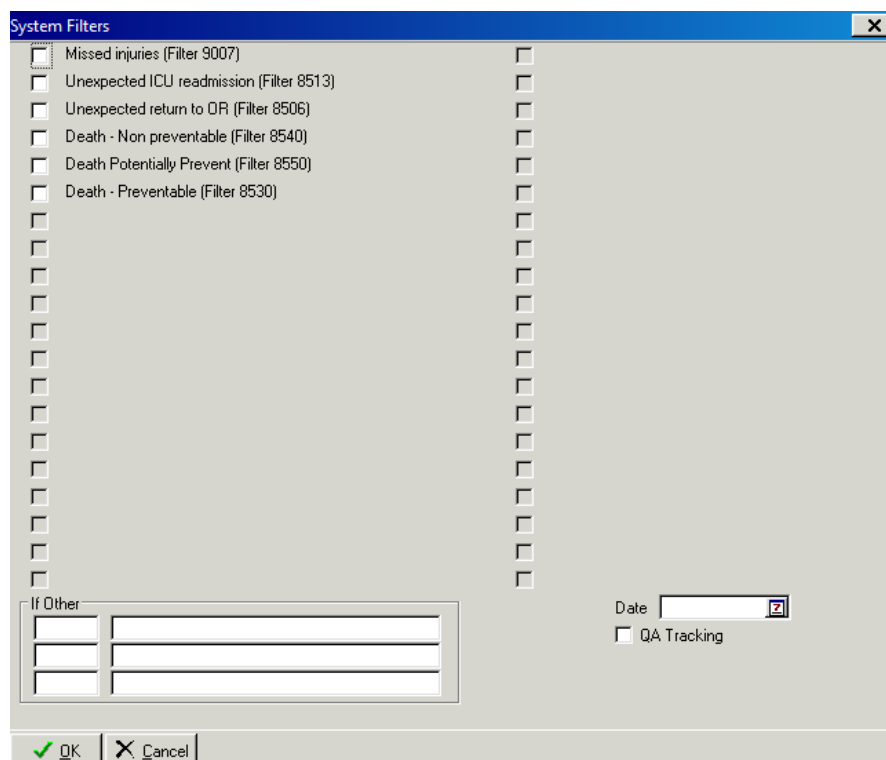 System Filters
Missed injuries (Filter 9007)
Unexpected ICU readmission (Filter 8513)
Unexpected return to OR (Filter 8506)
Death - Non preventable (Filter 8540)
Death Potentially Prevent (Filter 8550)
Death - Preventable (Filter 8530)
If Other
Date
QA Tracking
OK Cancel